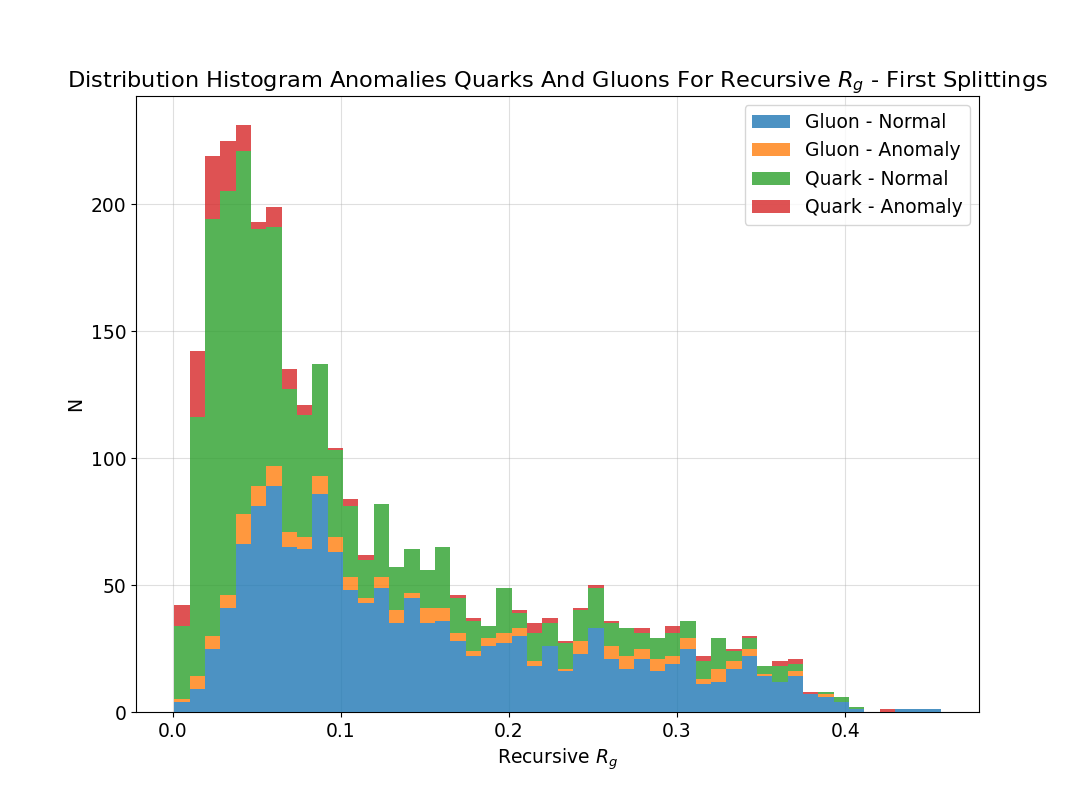 Distribution Histogram Anomalies Quarks And Gluons For Recursive $R_g$ - First Splittings
Gluon - Normal
Gluon - Anomaly
Quark - Normal
Quark - Anomaly
200
150
100
50
0
N
0.0 0.1 0.2 0.3 0.4
Recursive $R_g$